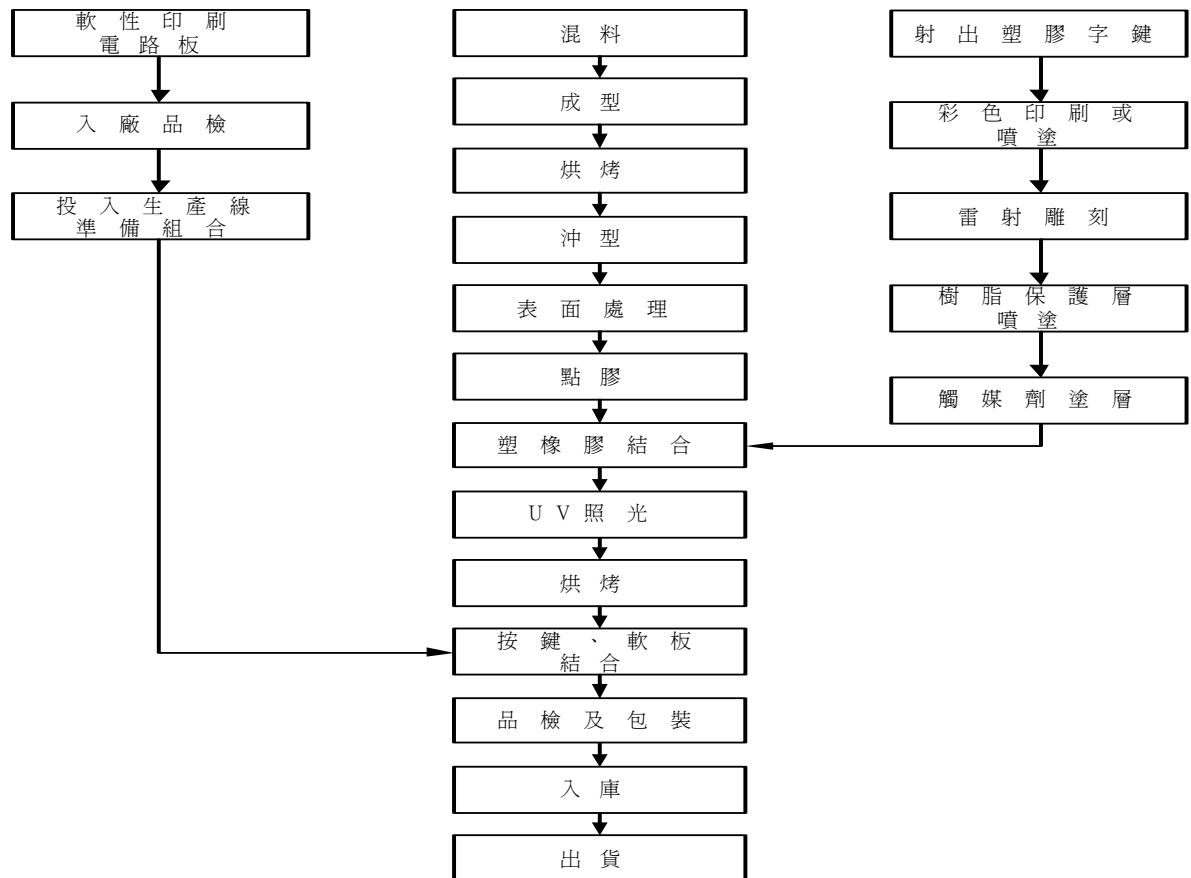 軟性印刷
電路板
入廠品檢
投入生產線
準備組合
混料
成型
烘烤
沖型
表面處理
點膠
塑橡膠結合
UV照光
烘烤
按鍵、軟板
結合
品檢及包裝
入庫
出貨
射出塑膠字鍵
彩色印刷或
噴塗
雷射雕刻
樹脂保護層
噴塗
觸媒劑塗層